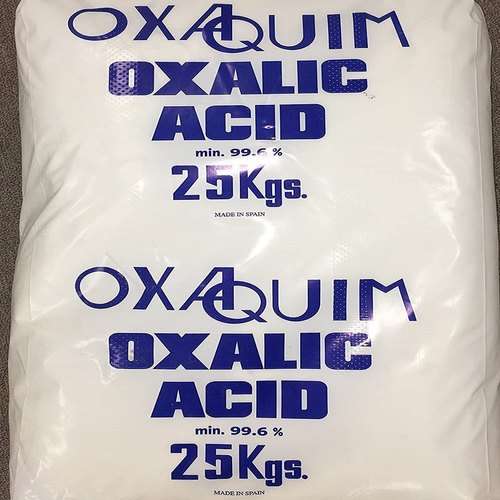 OXAQUIM
OXALIC
ACID
min. 99.6 %
25Kgs.
MADE IN SPAIN
OXAQUIM
OXALIC
ACID
min. 99.6 %
25Kgs.
MADE IN SPAIN